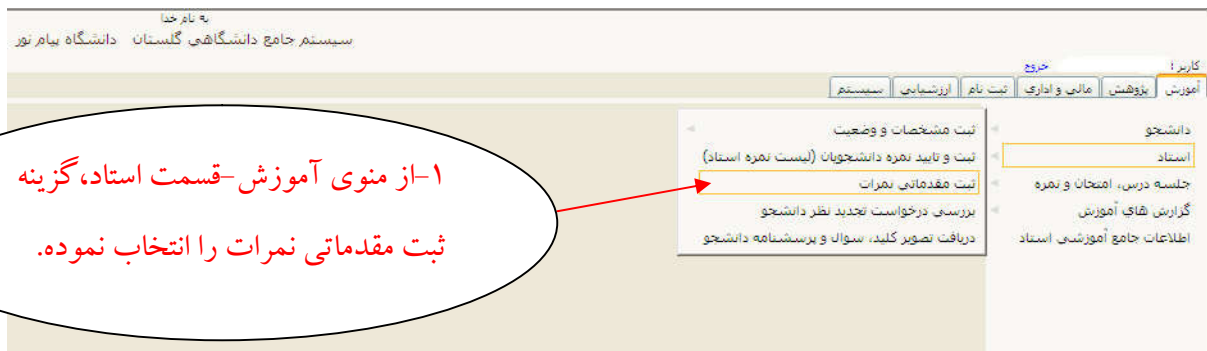 به نام خدا
سیستم جامع دانشگاهی گلستان دانشگاه پیام نور
کاربر :
خروج
آموزش پژوهش مالی و اداری ثبت نام ارزشیابی سیستم
دانشجو
استاد
جلسه درس، امتحان و نمره
گزارش های آموزش
اطلاعات جامع آموزشی استاد
ثبت مشخصات و وضعیت
ثبت و تایید نمره دانشجویان (لیست نمره استاد)
ثبت مقدماتی نمرات
بررسی درخواست تجدید نظر دانشجو
دریافت تصویر کلید، سوال و پرسشنامه دانشجو
۱-از منوی آموزش-قسمت استاد،گزینه
ثبت مقدماتی نمرات را انتخاب نموده.